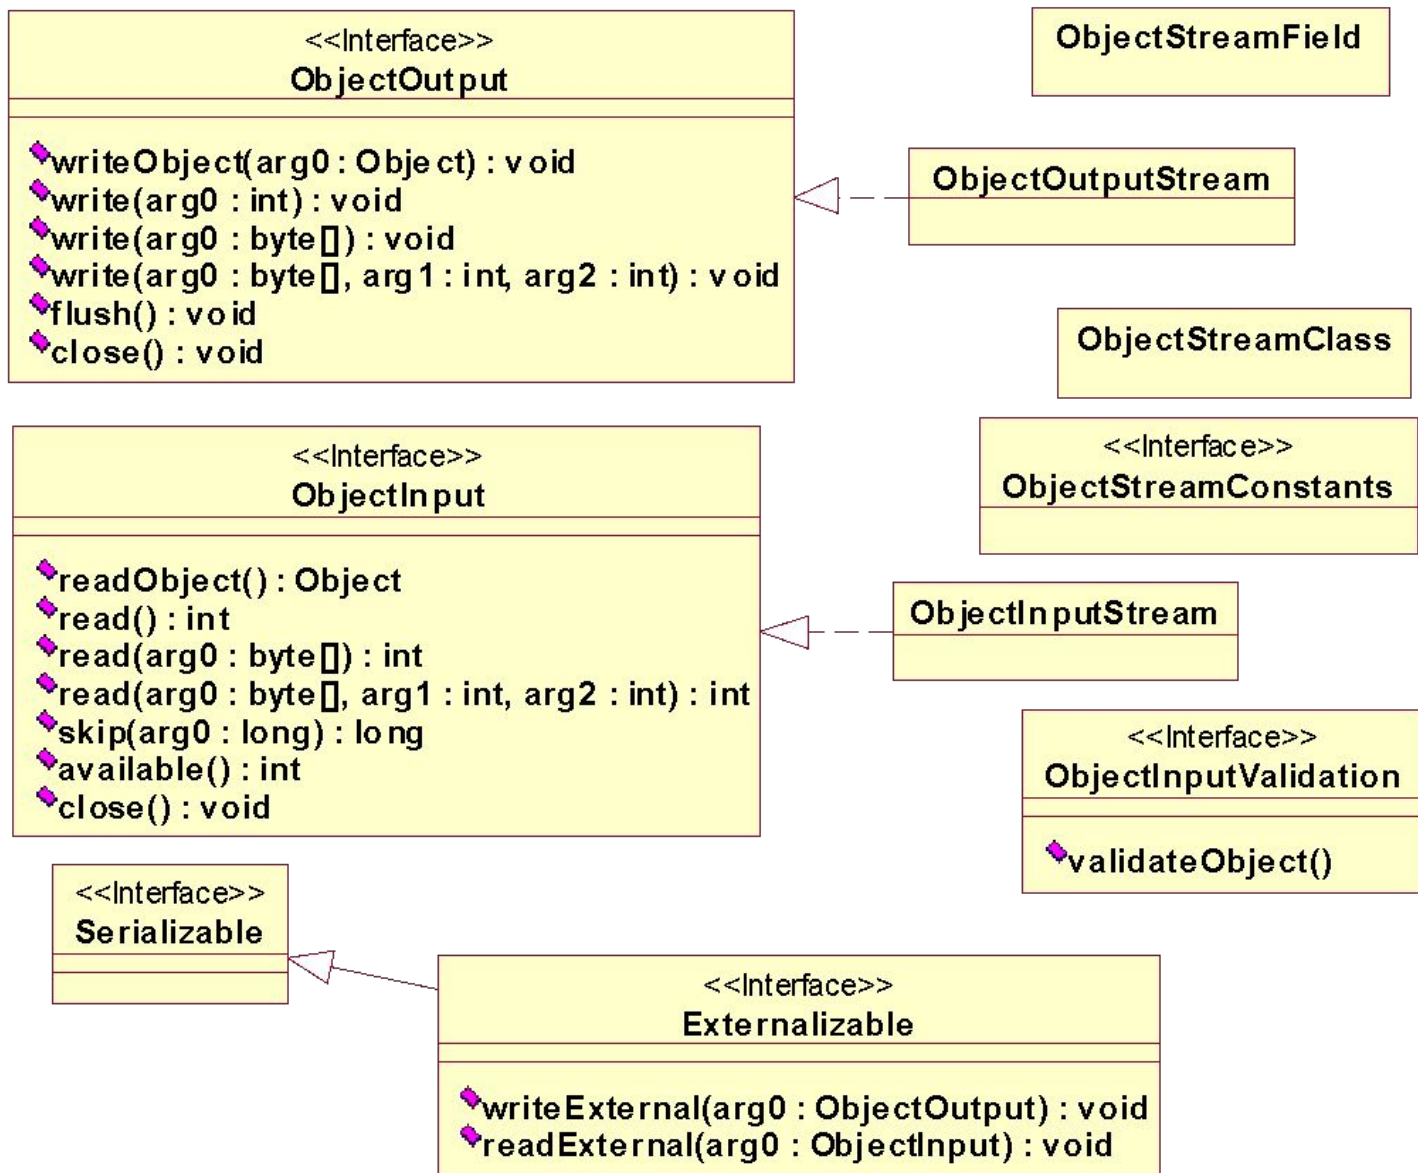 <<Interface>>
ObjectOutput
writeObject(arg0 : Object) : void
write(arg0 : int) : void
write(arg0 : byte[]) : void
write(arg0 : byte[], arg1 : int, arg2 : int) : void
flush() : void
close() : void
ObjectStreamField
ObjectOutputStream
ObjectStreamClass
<<Interface>>
ObjectStreamConstants
<<Interface>>
ObjectInput
readObject() : Object
read() : int
read(arg0 : byte[]) : int
read(arg0 : byte[], arg1 : int, arg2 : int) : int
skip(arg0 : long) : long
available() : int
close() : void
ObjectInputStream
<<Interface>>
ObjectInputValidation
validateObject()
<<Interface>>
Serializable
<<Interface>>
Externalizable
writeExternal(arg0 : ObjectOutput) : void
readExternal(arg0 : ObjectInput) : void